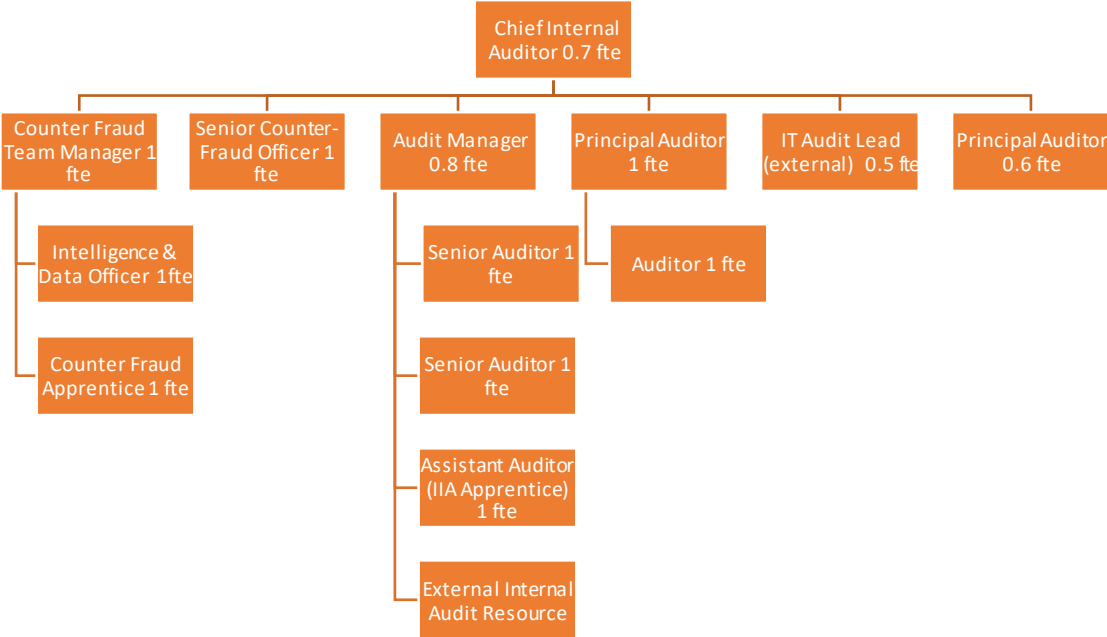 Chief Internal
Auditor 0.7 fte
Counter Fraud
Team Manager 1
fte
Senior Counter-
Fraud Officer 1
fte
Audit Manager
0.8 fte
Principal Auditor
1 fte
IT Audit Lead
(external) 0.5 fte
Principal Auditor
0.6 fte
Intelligence &
Data Officer 1fte
Counter Fraud
Apprentice 1 fte
Senior Auditor 1
fte
Senior Auditor 1
fte
Assistant Auditor
(IIA Apprentice)
1 fte
External Internal
Audit Resource
Auditor 1 fte